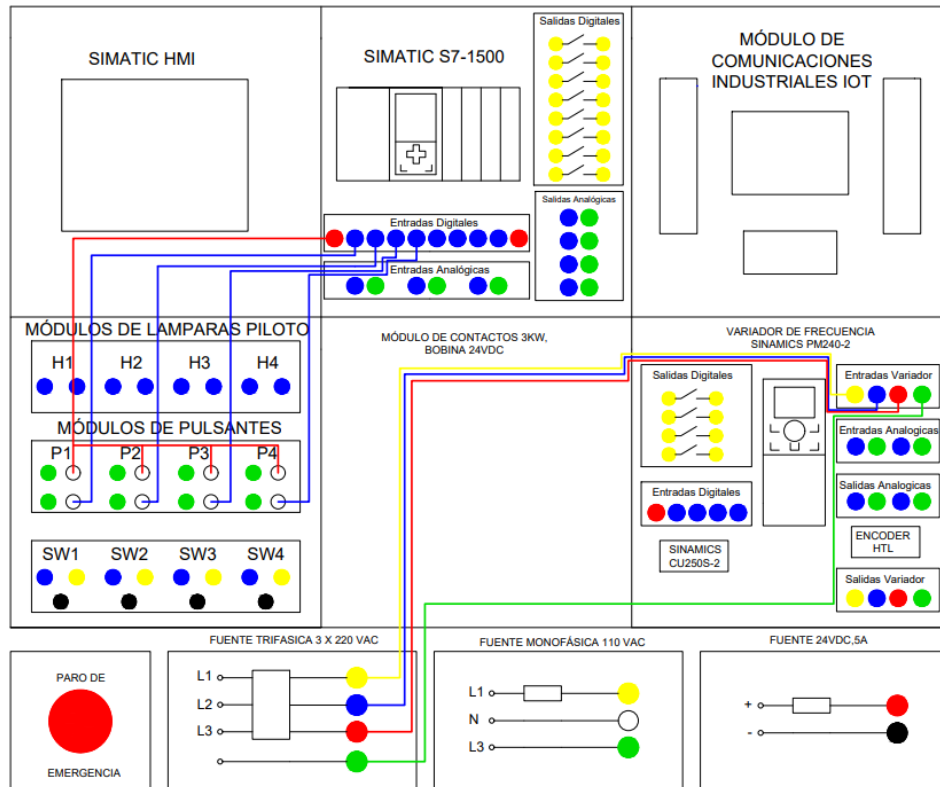 SIMATIC HMI
SIMATIC S7-1500
Salidas Digitales
MÓDULO DE
COMUNICACIONES
INDUSTRIALES IOT
Salidas Analógicas
Entradas Digitales
Entradas Analógicas
MÓDULOS DE LAMPARAS PILOTO
H1 H2 H3 H4
MÓDULOS DE PULSANTES
P1 P2 P3 P4
SW1 SW2 SW3 SW4
MÓDULO DE CONTACTOS 3KW,
BOBINA 24VDC
VARIADOR DE FRECUENCIA
SINAMICS PM240-2
Salidas Digitales
Entradas Variador
Entradas Analogicas
Entradas Digitales
Salidas Analogicas
SINAMICS
CU250S-2
ENCODER
HTL
Salidas Variador
PARO DE
EMERGENCIA
FUENTE TRIFASICA 3 X 220 VAC
L1
L2
L3
FUENTE MONOFÁSICA 110 VAC
L1
N
L3
FUENTE 24VDC,5A
+
-